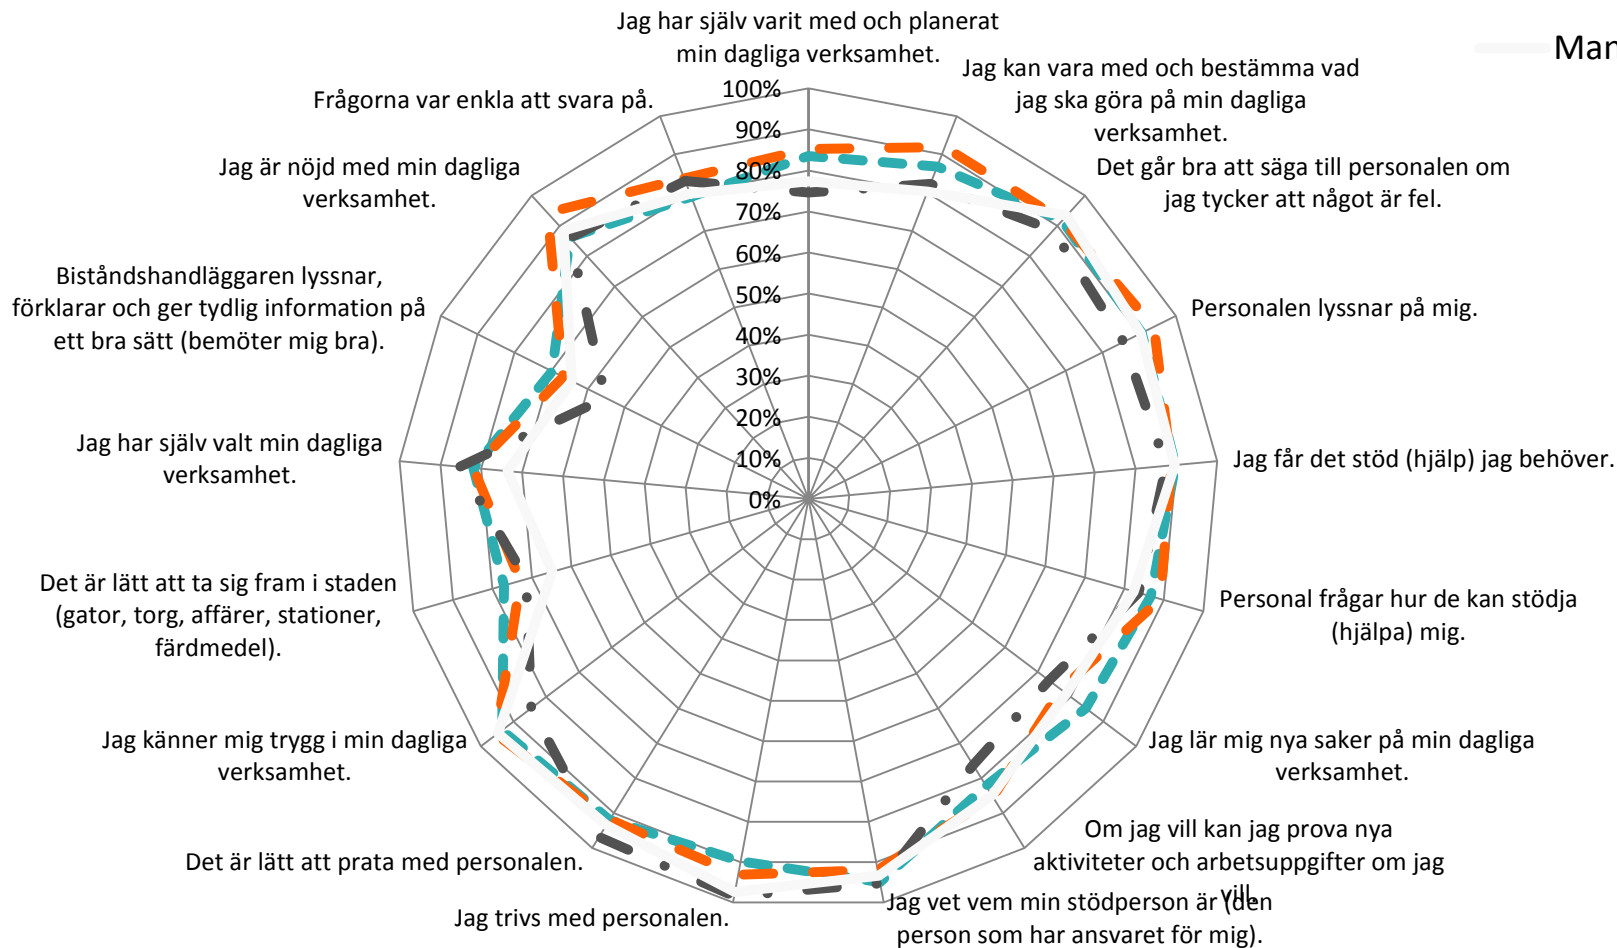 Jag har själv varit med och planerat
min dagliga verksamhet.
Man
Jag kan vara med och bestämma vad
jag ska göra på min dagliga
verksamhet.
Det går bra att säga till personalen om
jag tycker att något är fel.
Personalen lyssnar på mig.
Jag får det stöd (hjälp) jag behöver.
Personal frågar hur de kan stödja
(hjälpa) mig.
Jag lär mig nya saker på min dagliga
verksamhet.
Om jag vill kan jag prova nya
aktiviteter och arbetsuppgifter om jag
vill.
Jag vet vem min stödperson är (den
person som har ansvaret för mig).
Jag trivs med personalen.
Det är lätt att prata med personalen.
Jag känner mig trygg i min dagliga
verksamhet.
Det är lätt att ta sig fram i staden
(gator, torg, affärer, stationer,
färdmedel).
Jag har själv valt min dagliga
verksamhet.
Biståndshandläggaren lyssnar,
förklarar och ger tydlig information på
ett bra sätt (bemöter mig bra).
Jag är nöjd med min dagliga
verksamhet.
Frågorna var enkla att svara på.
100%
90%
80%
70%
60%
50%
40%
30%
20%
10%
0%